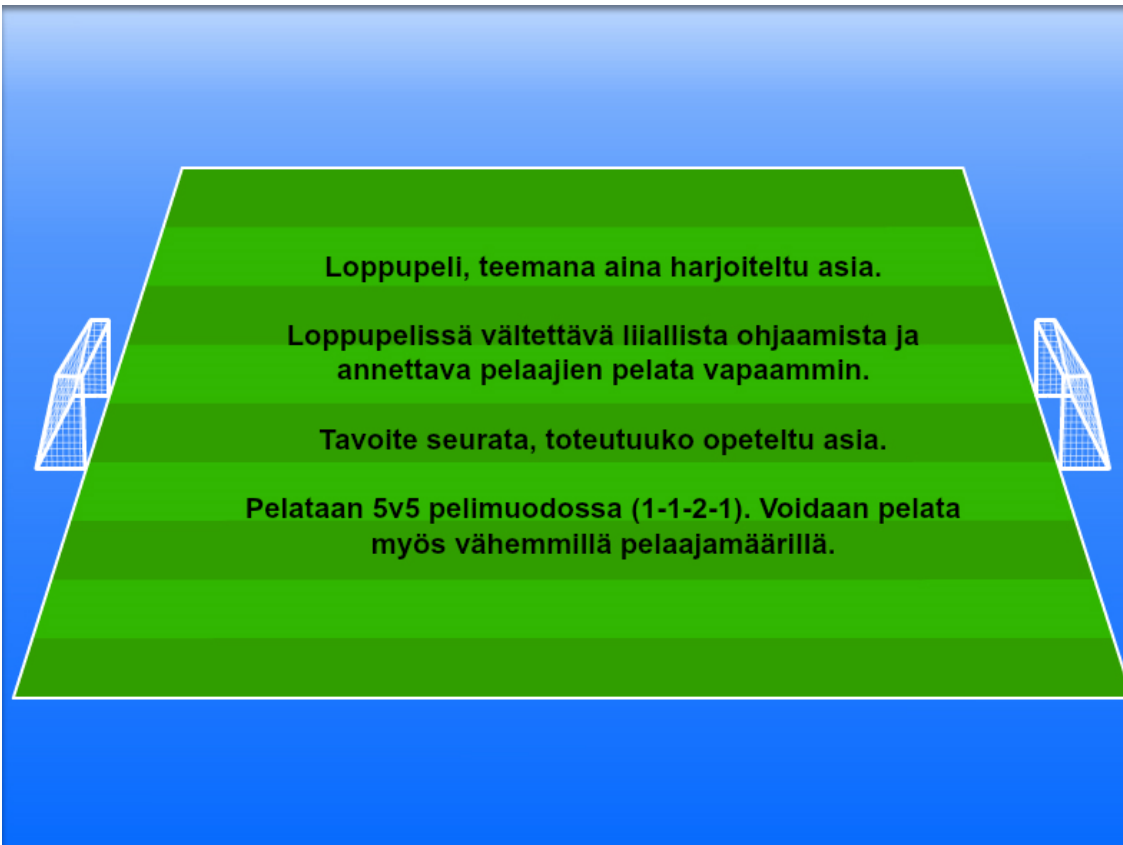 Loppupeli, teemana aina harjoiteltu asia.
Loppupelissä vältettävä liiallista ohjaamista ja
annettava pelaajien pelata vapaammin.
Tavoite seurata, toteutuuko opeteltu asia.
Pelataan 5v5 pelimuodossa (1-1-2-1). Voidaan pelata
myös vähemmillä pelaajamäärillä.